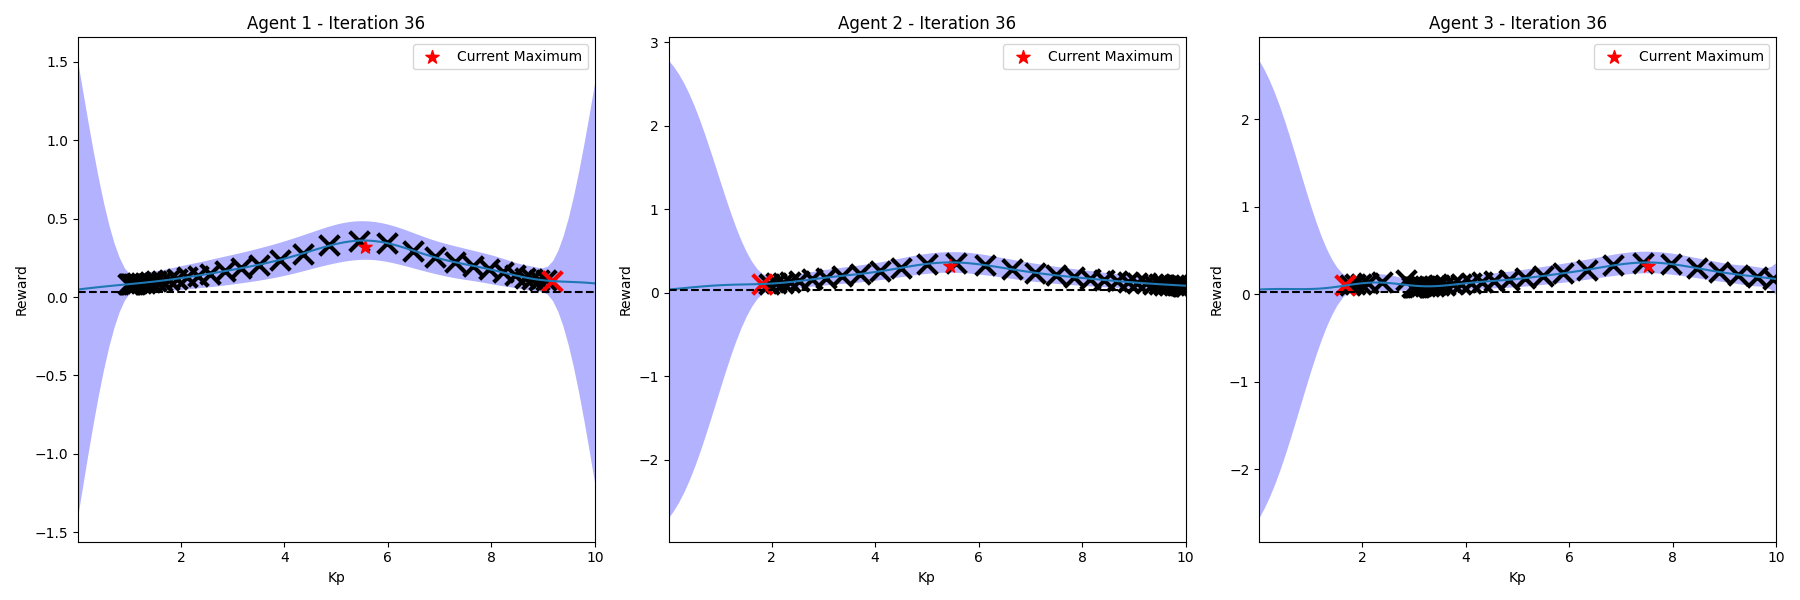 Agent 1 - Iteration 36
Current Maximum
1.5
1.0
0.5
0.0
−0.5
−1.0
−1.5
Reward
2
4
6
8
10
Kp
Agent 2 - Iteration 36
Current Maximum
3
2
1
0
−1
−2
Reward
2
4
6
8
10
Kp
Agent 3 - Iteration 36
Current Maximum
2
1
0
−1
−2
Reward
2
4
6
8
10
Kp